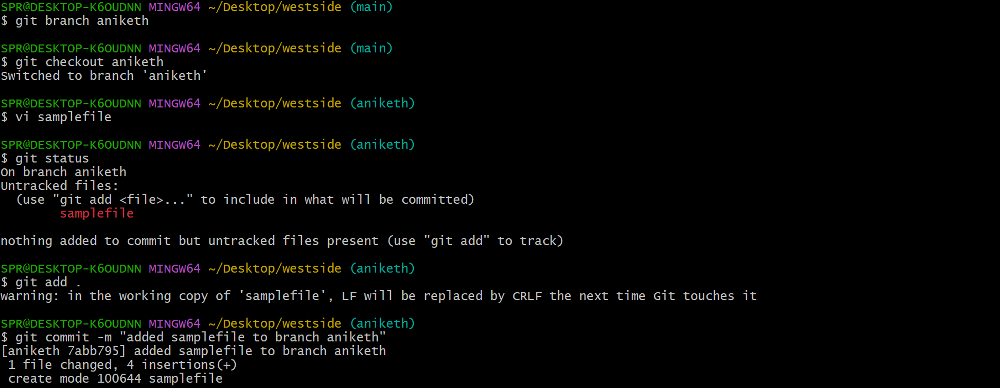 SPR@DESKTOP-K6OUDNN MINGW64 ~/Desktop/westside (main)
$ git branch aniketh
SPR@DESKTOP-K6OUDNN MINGW64 ~/Desktop/westside (main)
$ git checkout aniketh
Switched to branch 'aniketh'
SPR@DESKTOP-K6OUDNN MINGW64 ~/Desktop/westside (aniketh)
$ vi samplefile
SPR@DESKTOP-K6OUDNN MINGW64 ~/Desktop/westside (aniketh)
$ git status
On branch aniketh
Untracked files:
  (use "git add <file>..." to include in what will be committed)
        samplefile
nothing added to commit but untracked files present (use "git add" to track)
SPR@DESKTOP-K6OUDNN MINGW64 ~/Desktop/westside (aniketh)
$ git add .
warning: in the working copy of 'samplefile', LF will be replaced by CRLF the next time Git touches it
SPR@DESKTOP-K6OUDNN MINGW64 ~/Desktop/westside (aniketh)
$ git commit -m "added samplefile to branch aniketh"
[aniketh 7abb795] added samplefile to branch aniketh
 1 file changed, 4 insertions(+)
 create mode 100644 samplefile